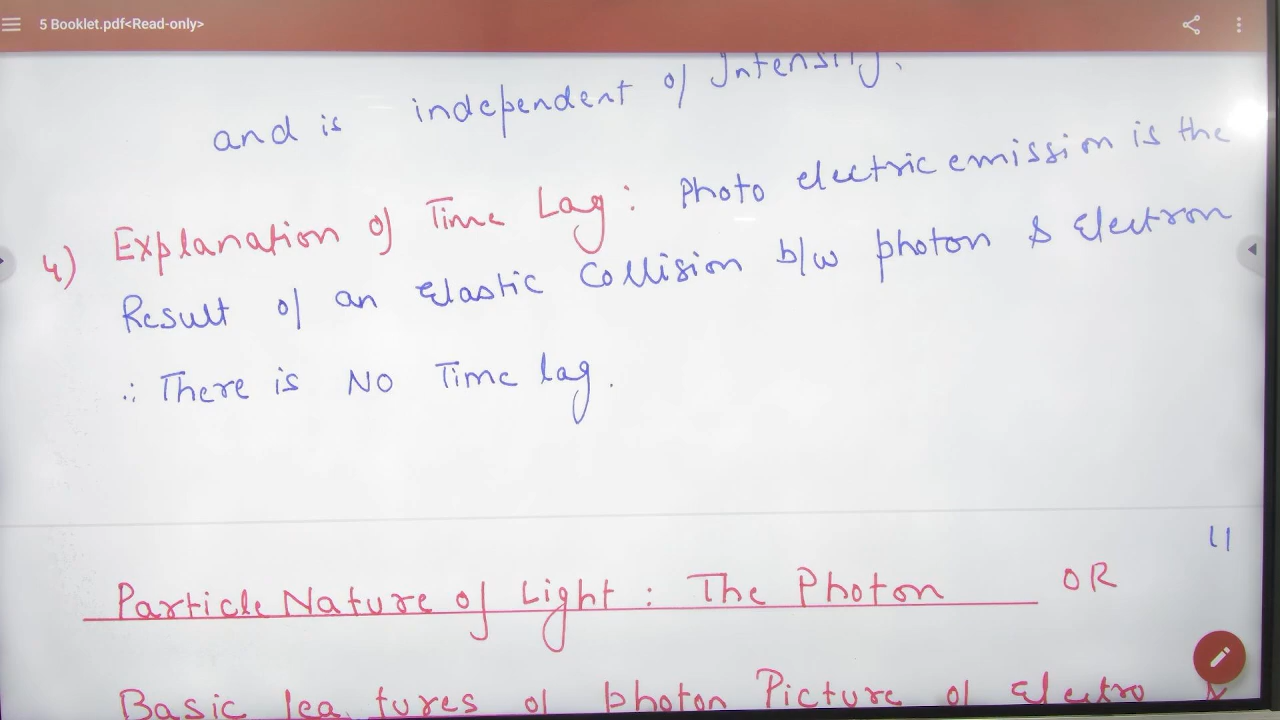 5 Booklet.pdf<Read-only>
and is independent of Intensity.
4) Explanation of Time Lag: Photo electric emission is the
Result of an Elastic Collision b/w photon & Electron
∴ There is NO Time lag.
11
Particle Nature of Light: The Photon OR
Basic features of photon Picture of Electro